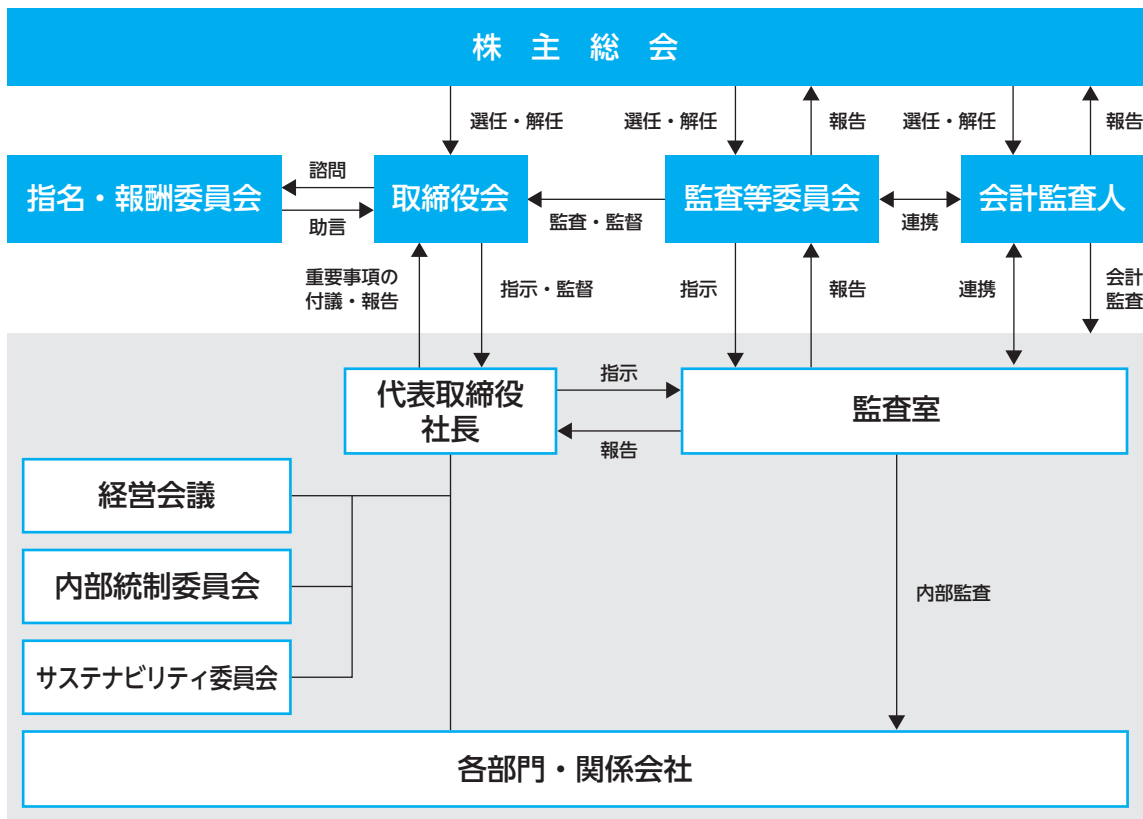 株主総会
選任・解任
選任・解任
報告
選任・解任
報告
指名・報酬委員会
諮問
助言
取締役会
監査・監督
監査等委員会
連携
会計監査人
重要事項の
付議・報告
指示・監督
指示
報告
連携
会計
監査
代表取締役
社長
指示
報告
監査室
経営会議
内部統制委員会
サステナビリティ委員会
内部監査
各部門・関係会社